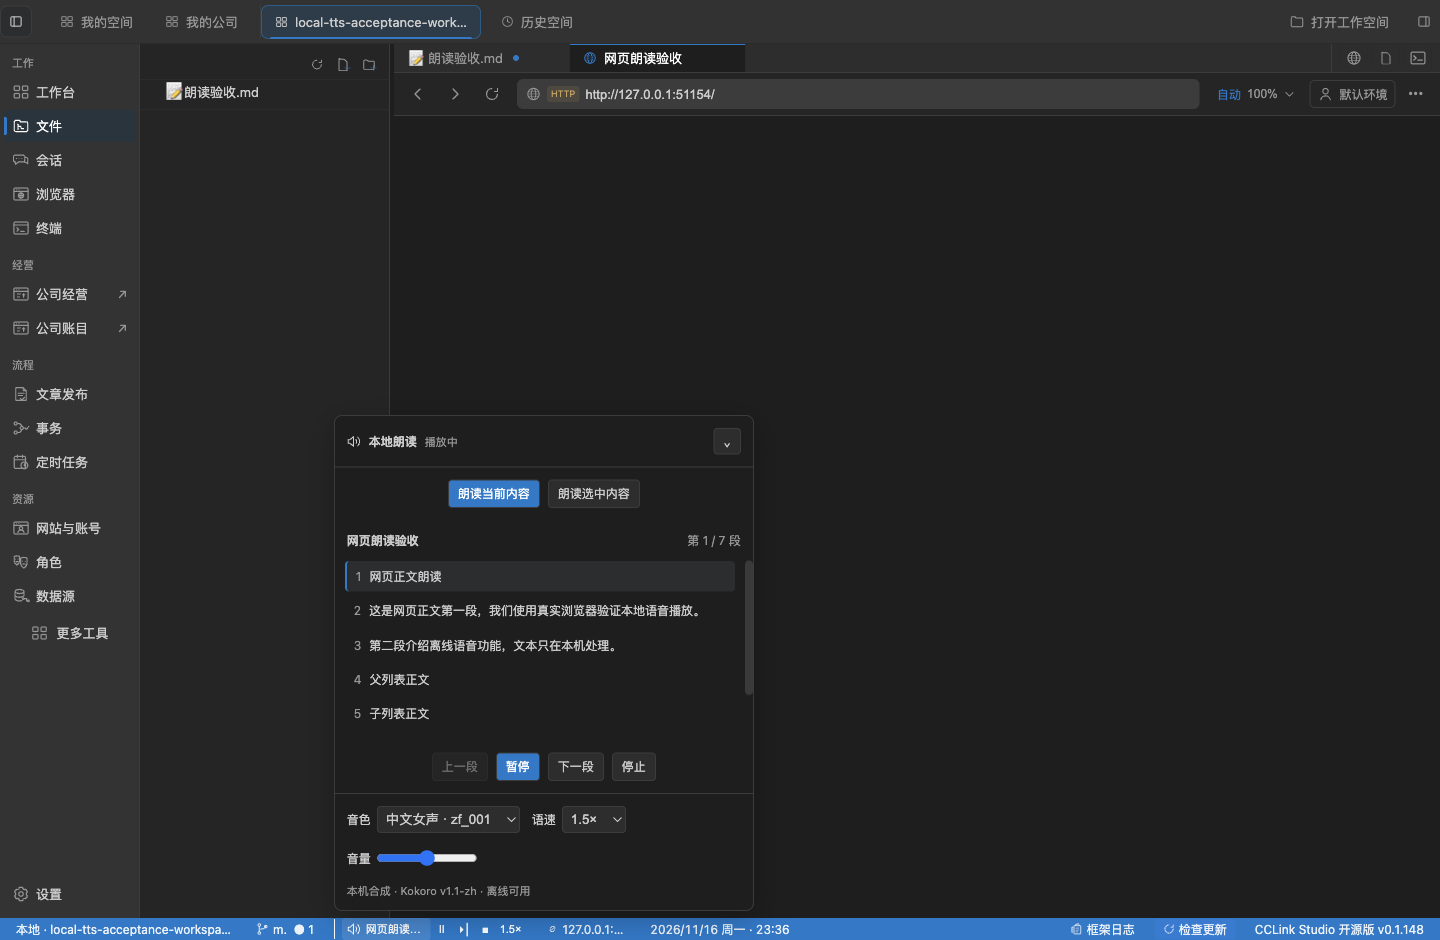 我的空间
我的公司
local-tts-acceptance-work...
历史空间
打开工作空间
工作
工作台
文件
会话
浏览器
终端
经营
公司经营
公司账目
流程
文章发布
事务
定时任务
资源
网站与账号
角色
数据源
更多工具
设置
朗读验收.md
朗读验收.md
网页朗读验收
HTTP http://127.0.0.1:51154/
自动 100%
默认环境
本地朗读 播放中
朗读当前内容
朗读选中内容
网页朗读验收
第 1 / 7 段
1 网页正文朗读
2 这是网页正文第一段，我们使用真实浏览器验证本地语音播放。
3 第二段介绍离线语音功能，文本只在本机处理。
4 父列表正文
5 子列表正文
上一段
暂停
下一段
停止
音色 中文女声 · zf_001
语速 1.5×
音量
本机合成 · Kokoro v1.1-zh · 离线可用
本地 · local-tts-acceptance-workspa...
m. 1
网页朗读...
1.5×
127.0.0.1:...
2026/11/16 周一 · 23:36
框架日志
检查更新
CCLink Studio 开源版 v0.1.148